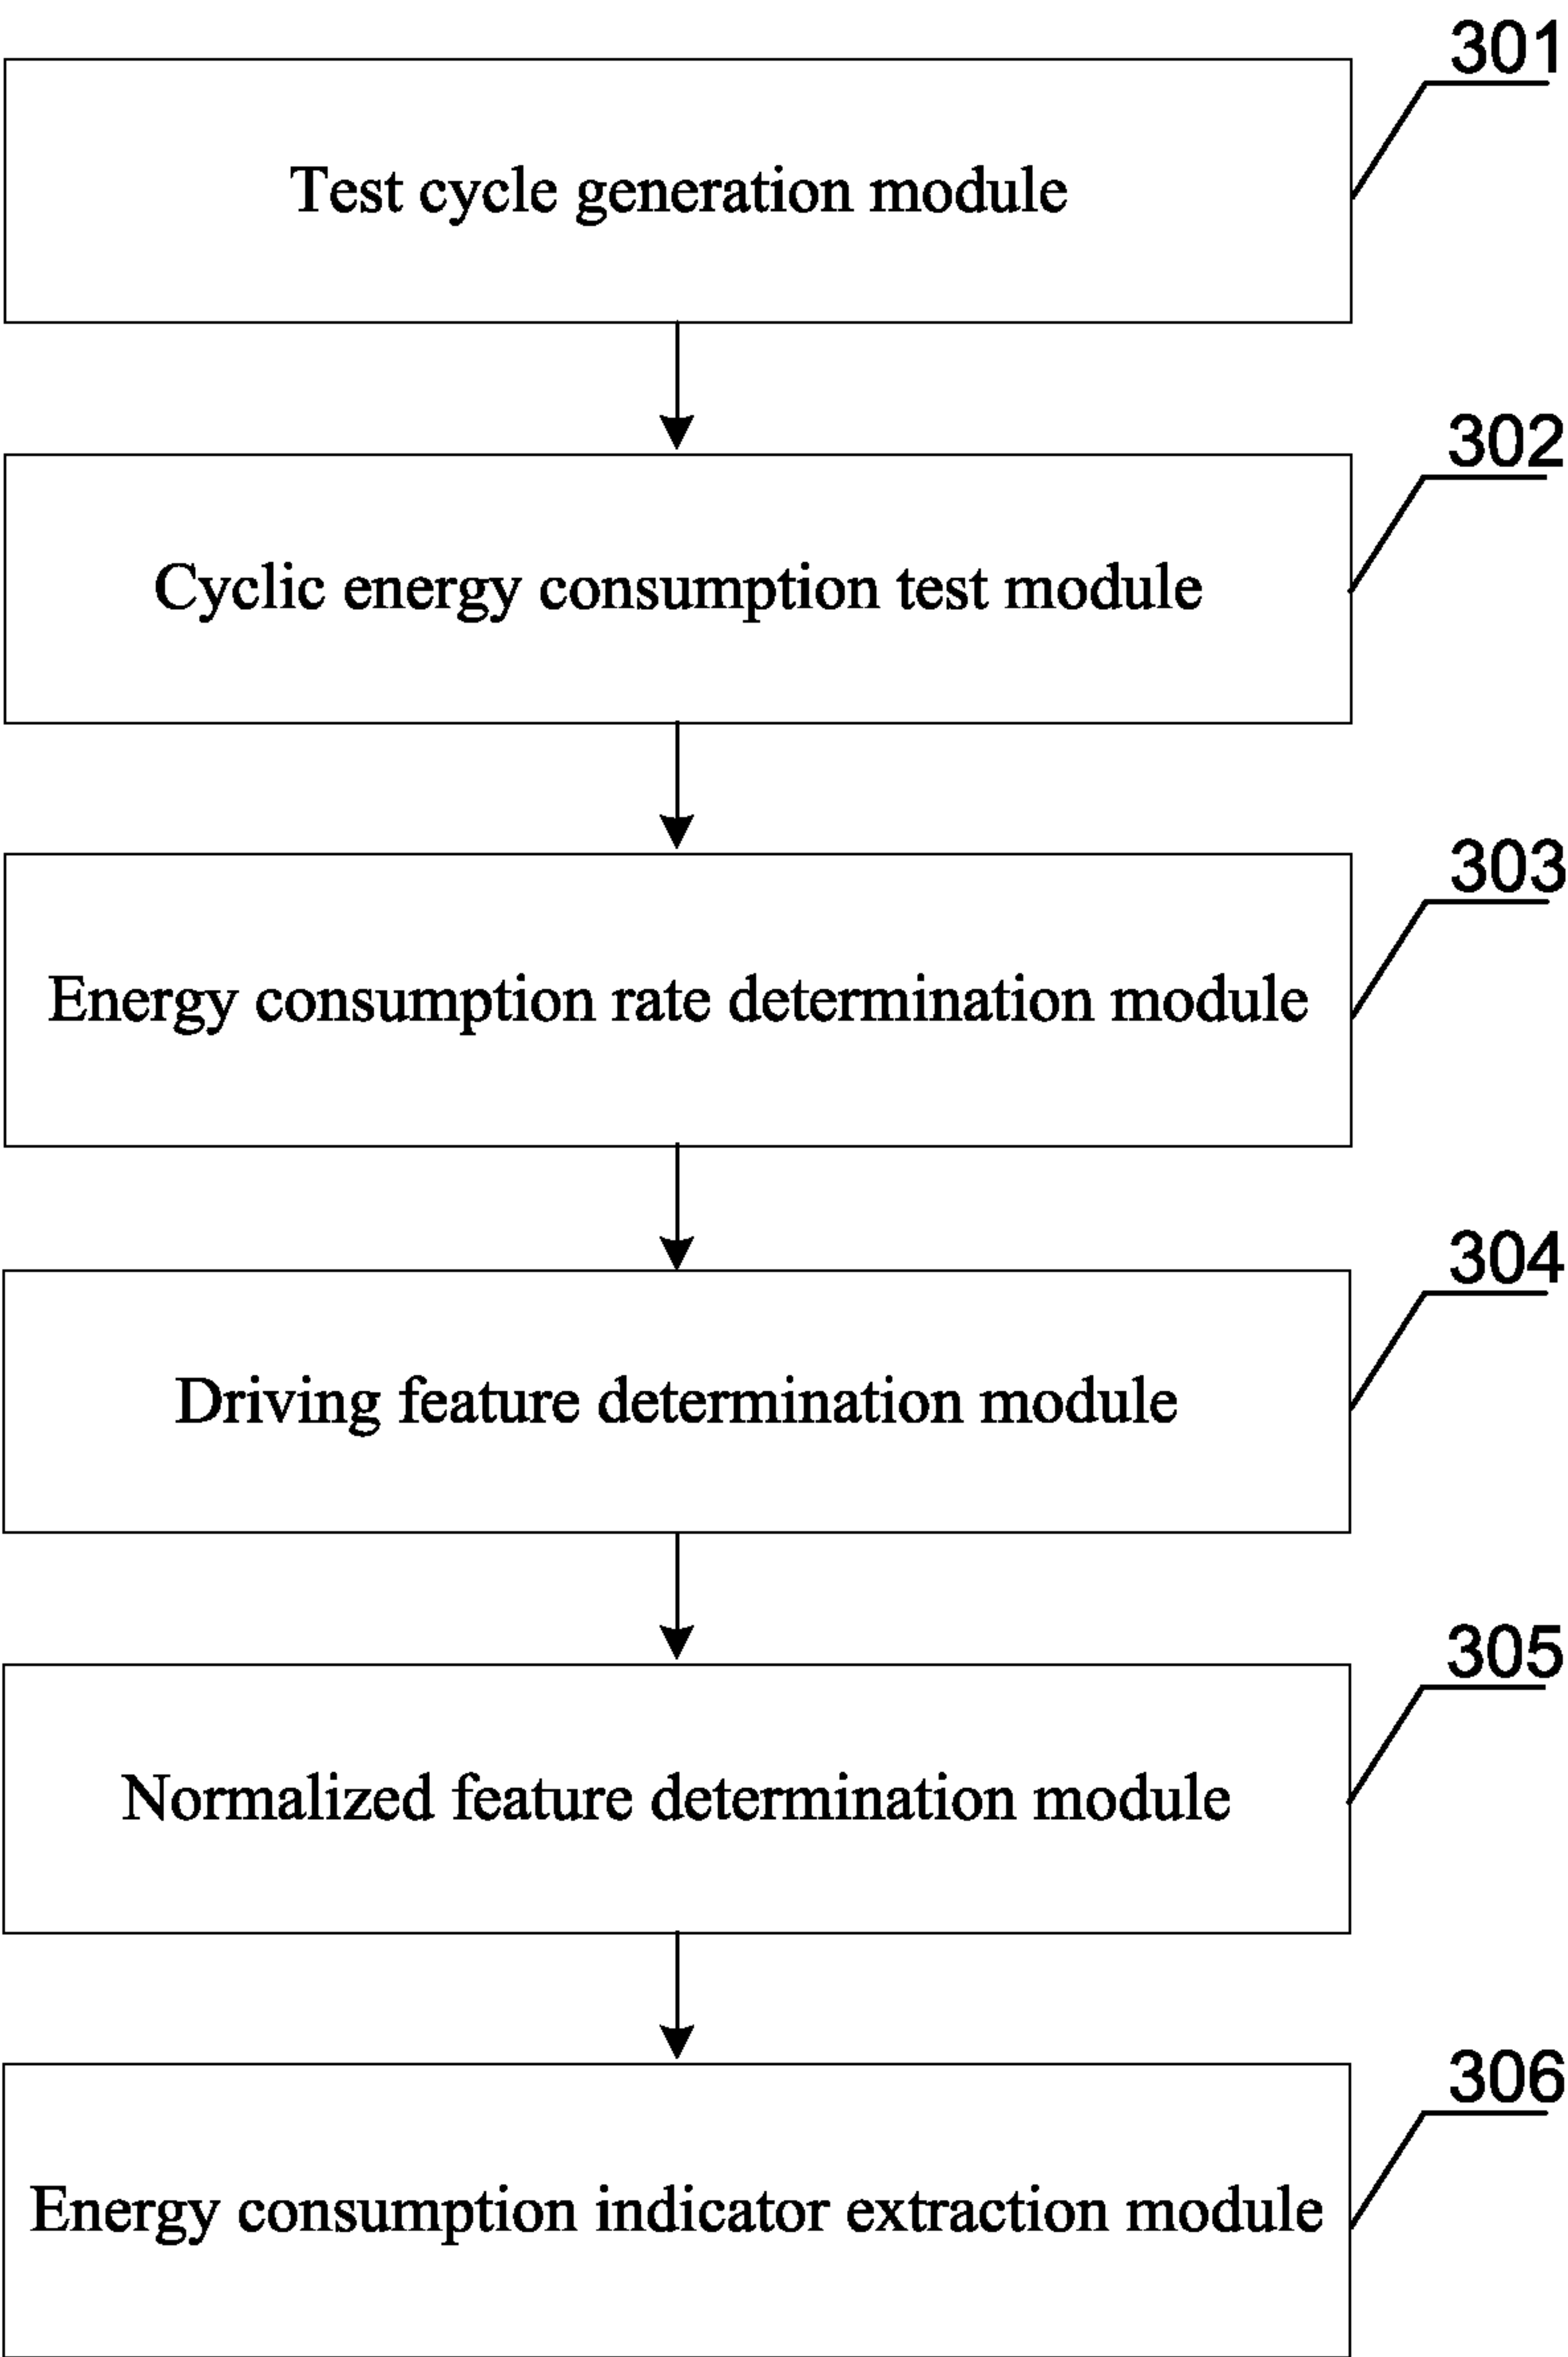 301
Test cycle generation module
302
Cyclic energy consumption test module
303
Energy consumption rate determination module
304
Driving feature determination module
305
Normalized feature determination module
306
Energy consumption indicator extraction module